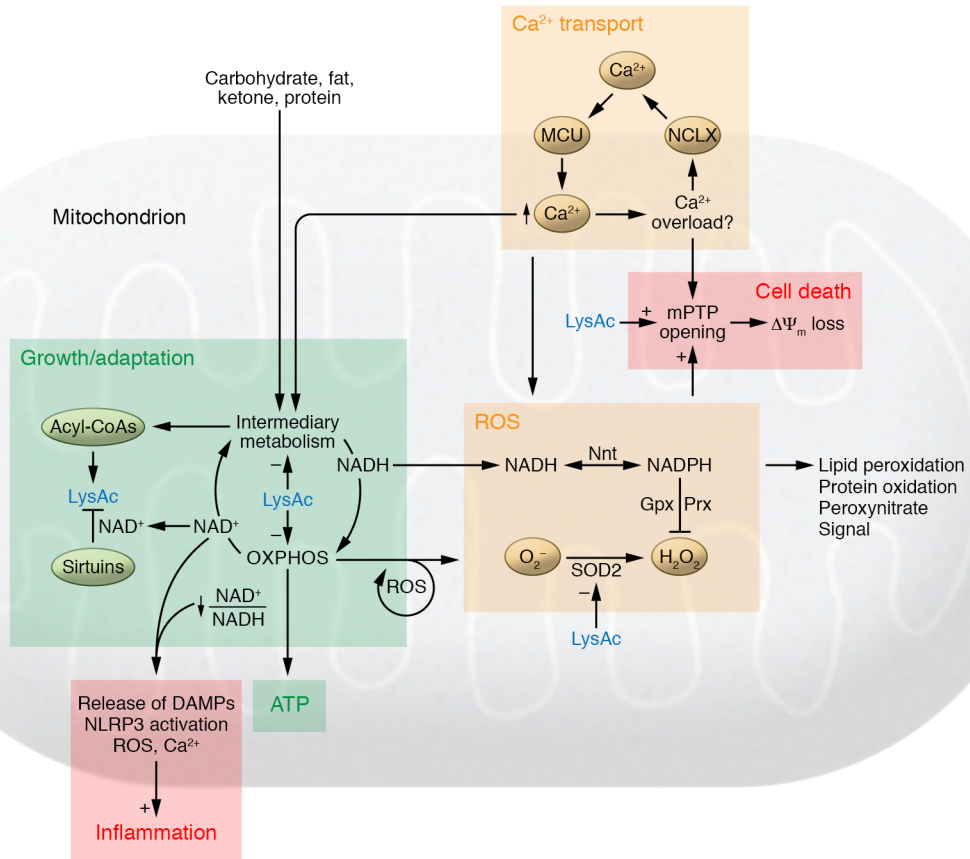 Ca²⁺ transport
Ca²⁺
Carbohydrate, fat,
ketone, protein
MCU
NCLX
Mitochondrion
Ca²⁺
Ca²⁺
overload?
Cell death
LysAc
+
mPTP
opening
ΔΨₘ loss
+
Growth/adaptation
Acyl-CoAs
Intermediary
metabolism
ROS
–
NADH
NADH
Nnt
NADPH
Lipid peroxidation
Protein oxidation
Peroxynitrate
Signal
LysAc
LysAc
Gpx
Prx
NAD⁺
NAD⁺
–
OXPHOS
Sirtuins
O₂⁻
SOD2
H₂O₂
ROS
NAD⁺
NADH
–
LysAc
Release of DAMPs
NLRP3 activation
ROS, Ca²⁺
ATP
+
Inflammation